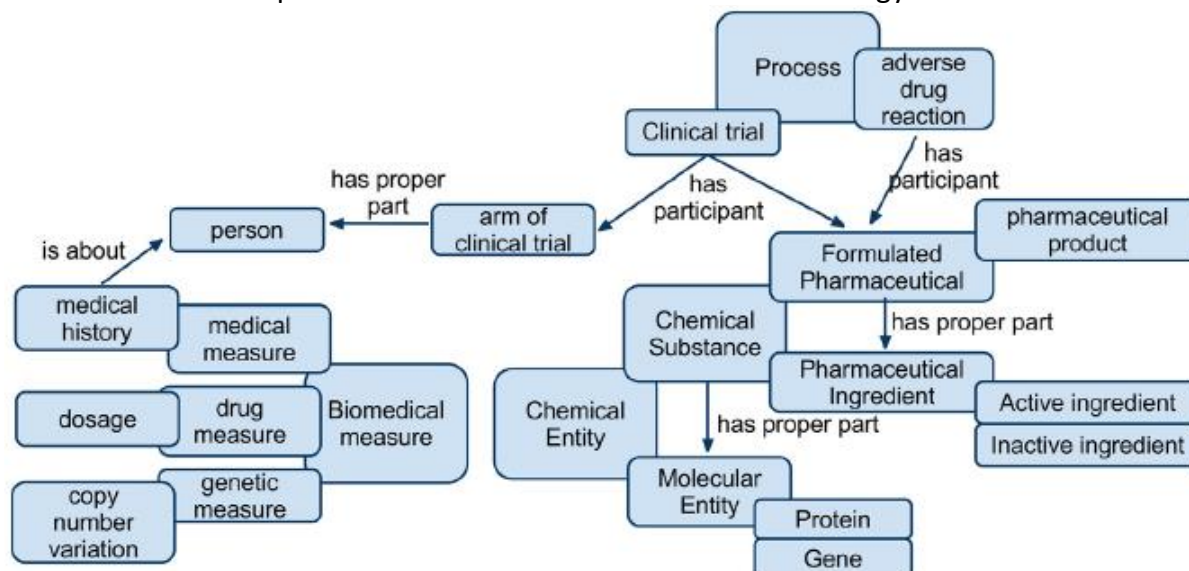 Process
adverse
drug
reaction
Clinical trial
has
participant
has
participant
has proper
part
arm of
clinical trial
person
is about
pharmaceutical
product
Formulated
Pharmaceutical
medical
history
medical
measure
Chemical
Substance
has proper part
Pharmaceutical
Ingredient
dosage
drug
measure
Biomedical
measure
Chemical
Entity
has proper part
Active ingredient
Inactive ingredient
copy
number
variation
genetic
measure
Molecular
Entity
Protein
Gene